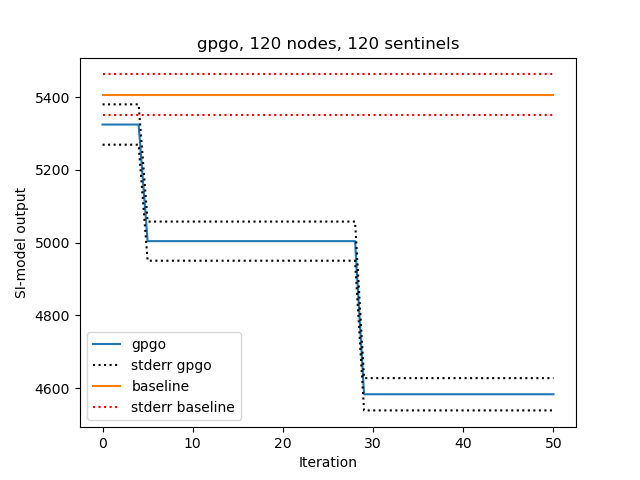 gpgo, 120 nodes, 120 sentinels
5400
5200
5000
4800
4600
SI-model output
gpgo
stderr gpgo
baseline
stderr baseline
0 10 20 30 40 50
Iteration